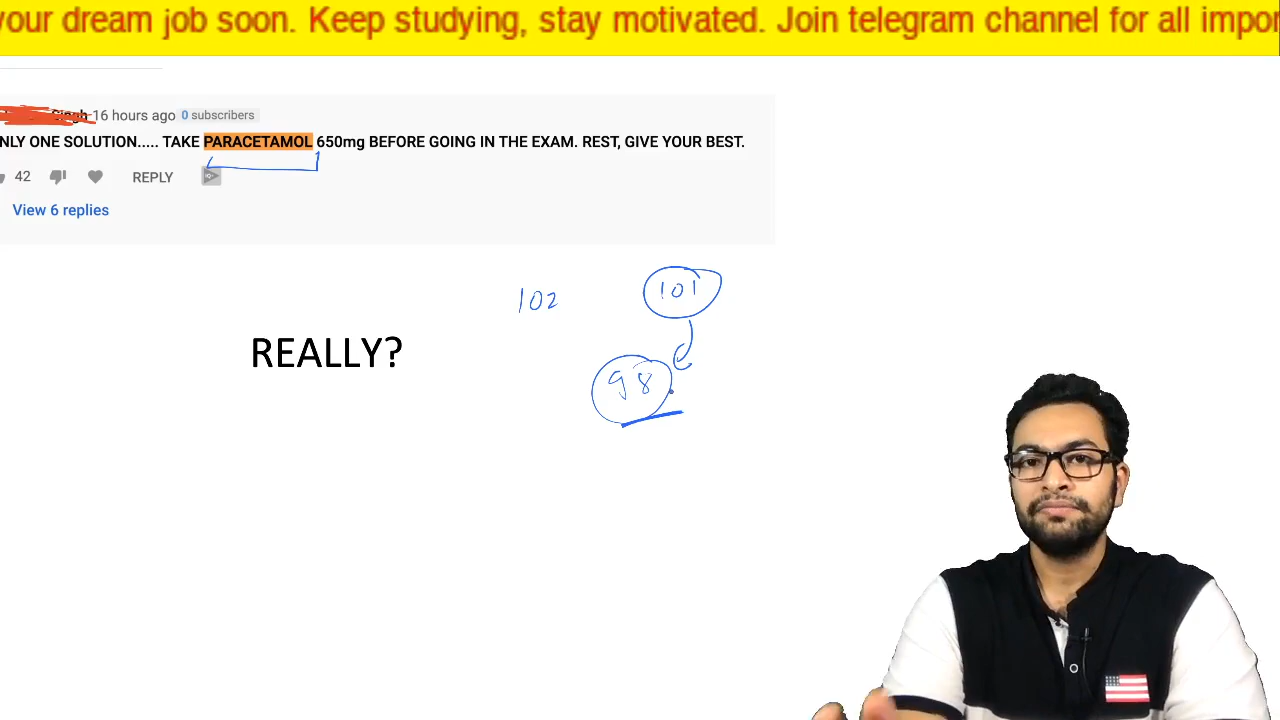 your dream job soon. Keep studying, stay motivated. Join telegram channel for all impor
Singh 16 hours ago 0 subscribers
NLY ONE SOLUTION..... TAKE PARACETAMOL 650mg BEFORE GOING IN THE EXAM. REST, GIVE YOUR BEST.
42 REPLY
View 6 replies
102 101
REALLY?
98